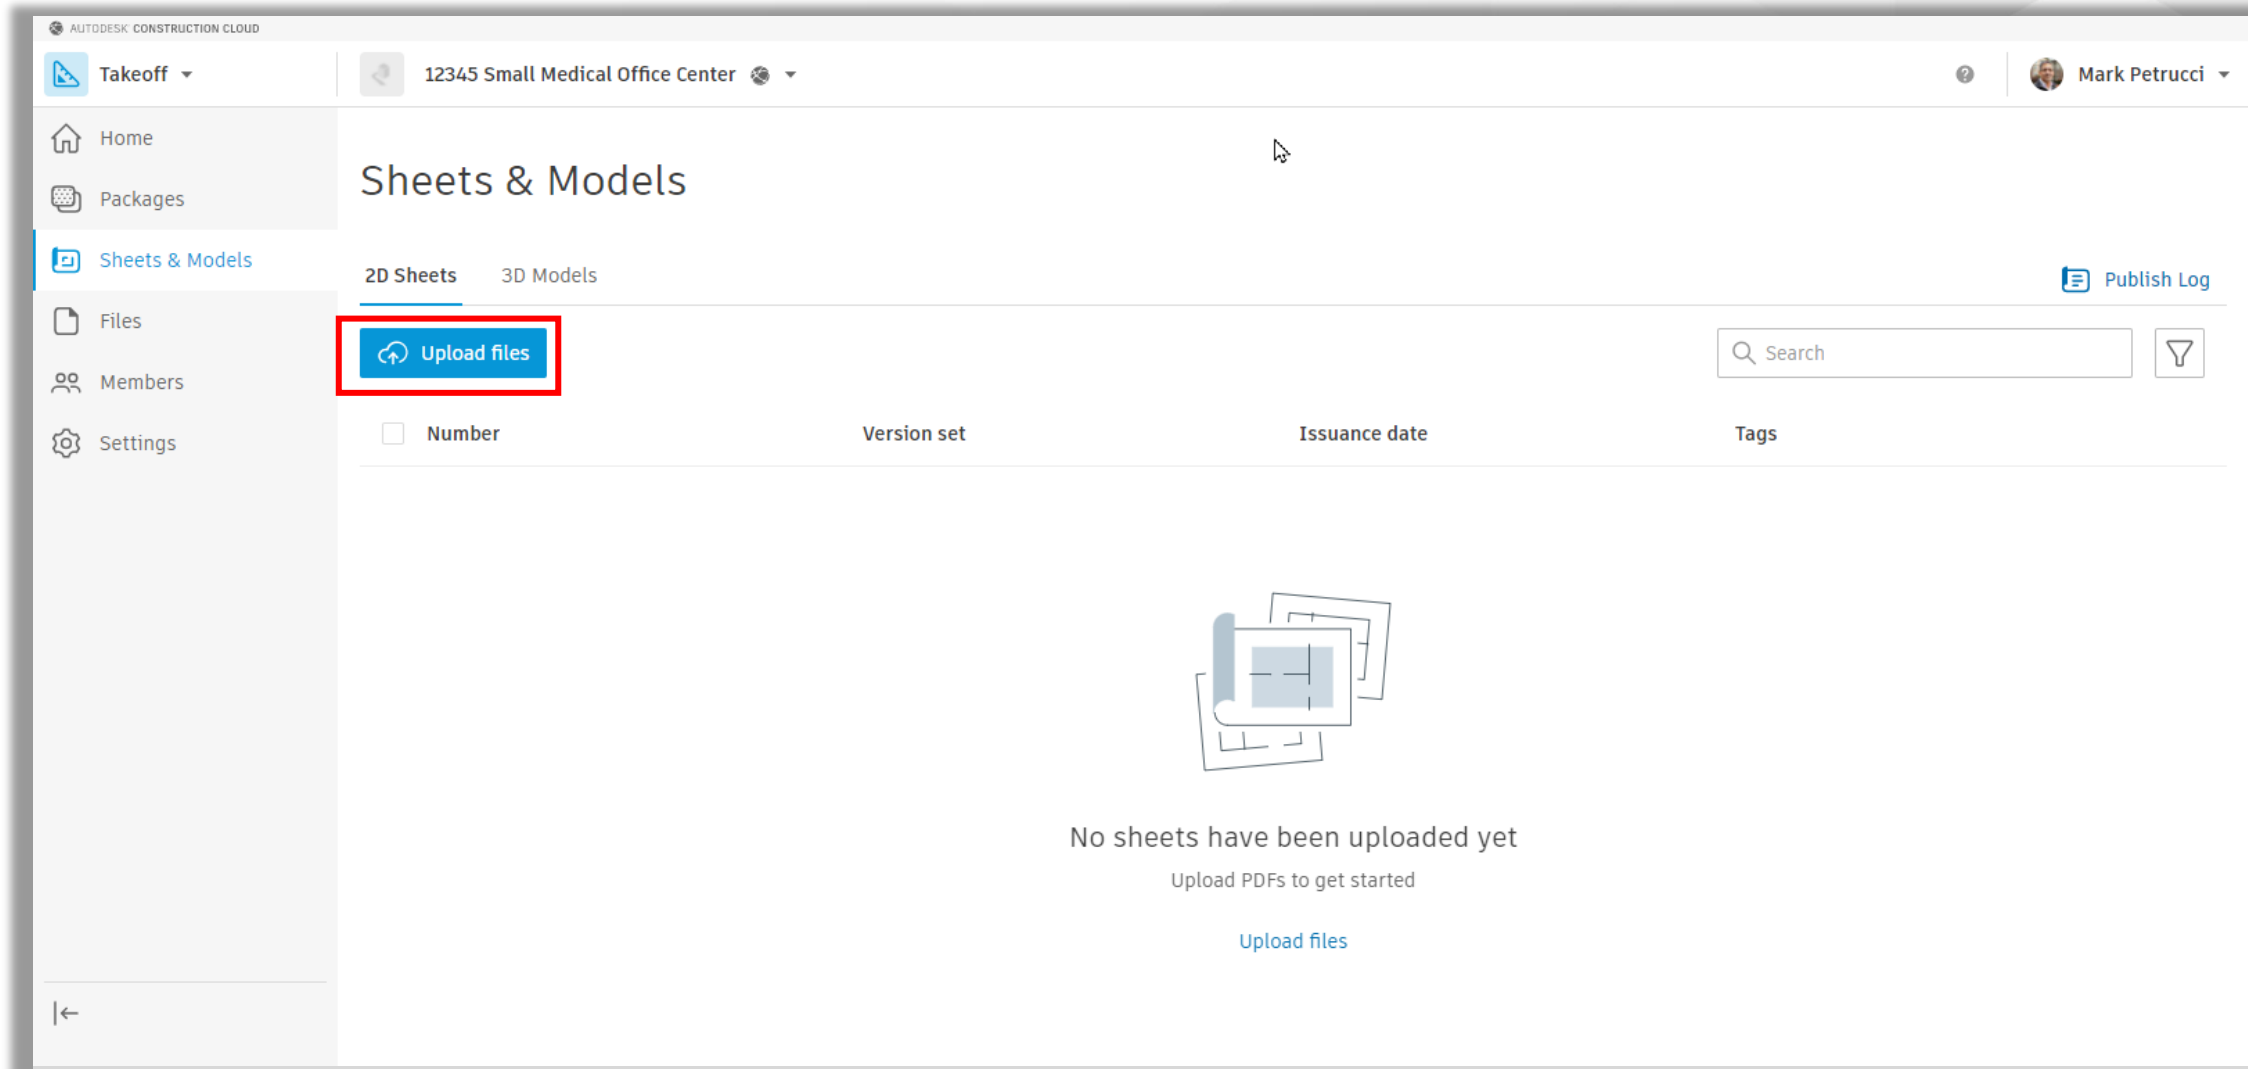 AUTODESK® CONSTRUCTION CLOUD
Takeoff
12345 Small Medical Office Center
Mark Petrucci
Home
Packages
Sheets & Models
Files
Members
Settings
Sheets & Models
2D Sheets 3D Models
Publish Log
Upload files
Search
Number Version set Issuance date Tags
No sheets have been uploaded yet
Upload PDFs to get started
Upload files